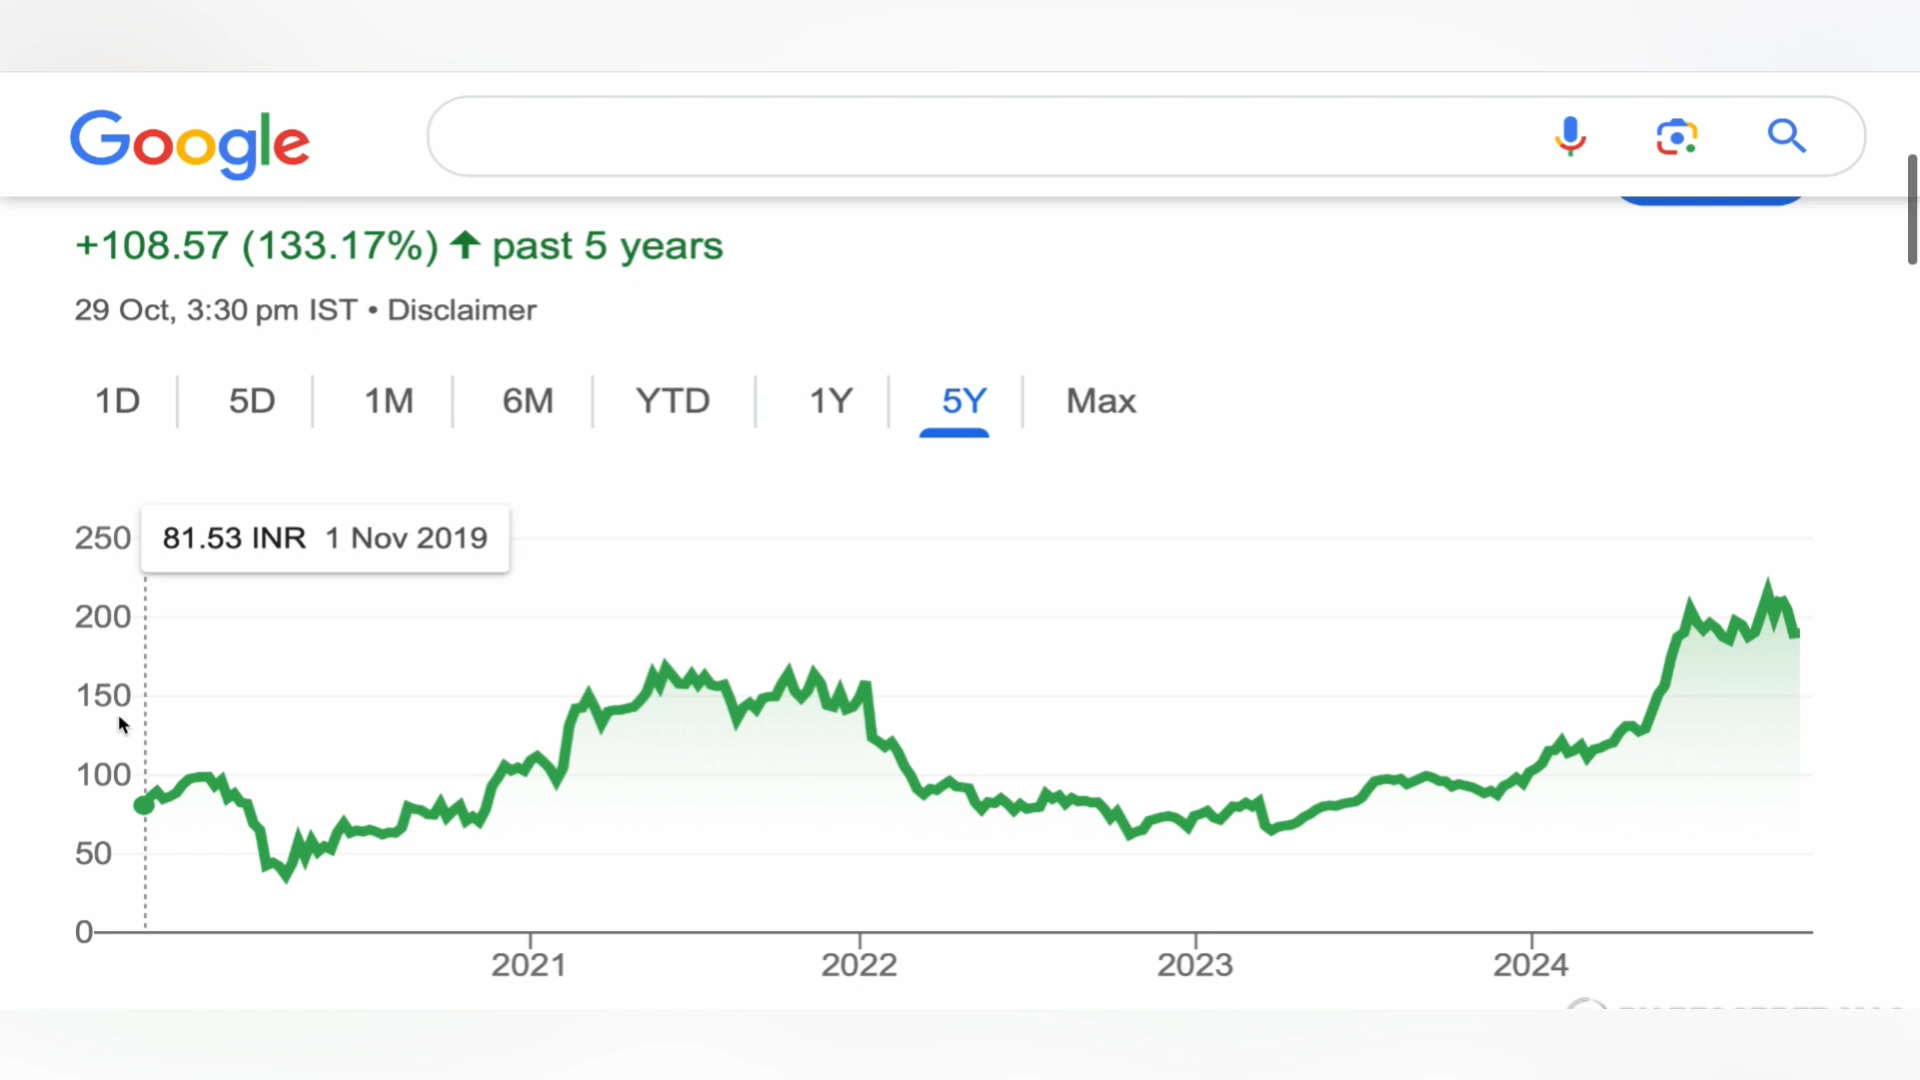 Google
+108.57 (133.17%) ↑ past 5 years
29 Oct, 3:30 pm IST • Disclaimer
1D 5D 1M 6M YTD 1Y 5Y Max
81.53 INR 1 Nov 2019
250
200
150
100
50
0
2021 2022 2023 2024